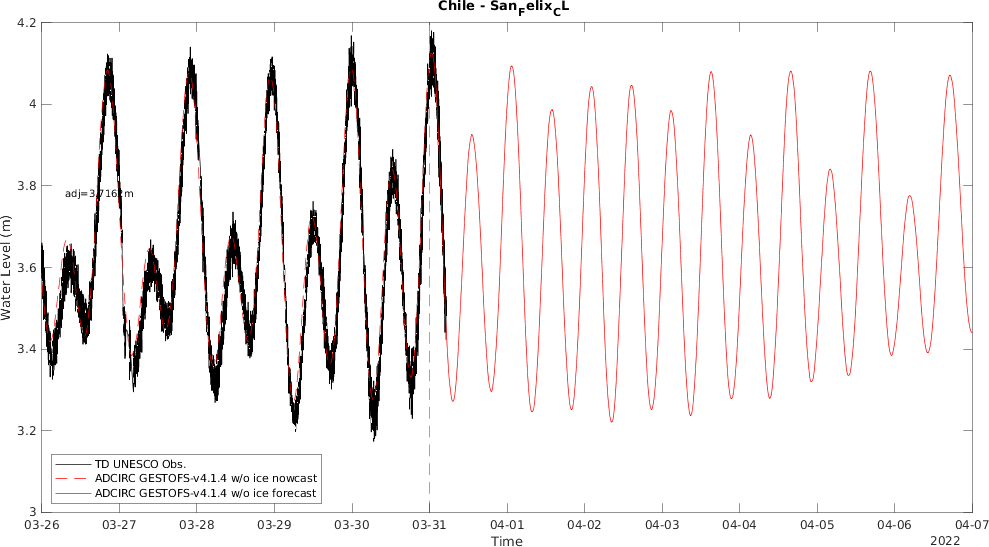 Chile - SanFelixCL
4.2
4
3.8
3.6
3.4
3.2
3
Water Level (m)
adj=3.7162m
TD UNESCO Obs.
ADCIRC GESTOFS-v4.1.4 w/o ice nowcast
ADCIRC GESTOFS-v4.1.4 w/o ice forecast
03-26 03-27 03-28 03-29 03-30 03-31 04-01 04-02 04-03 04-04 04-05 04-06 04-07
Time
2022